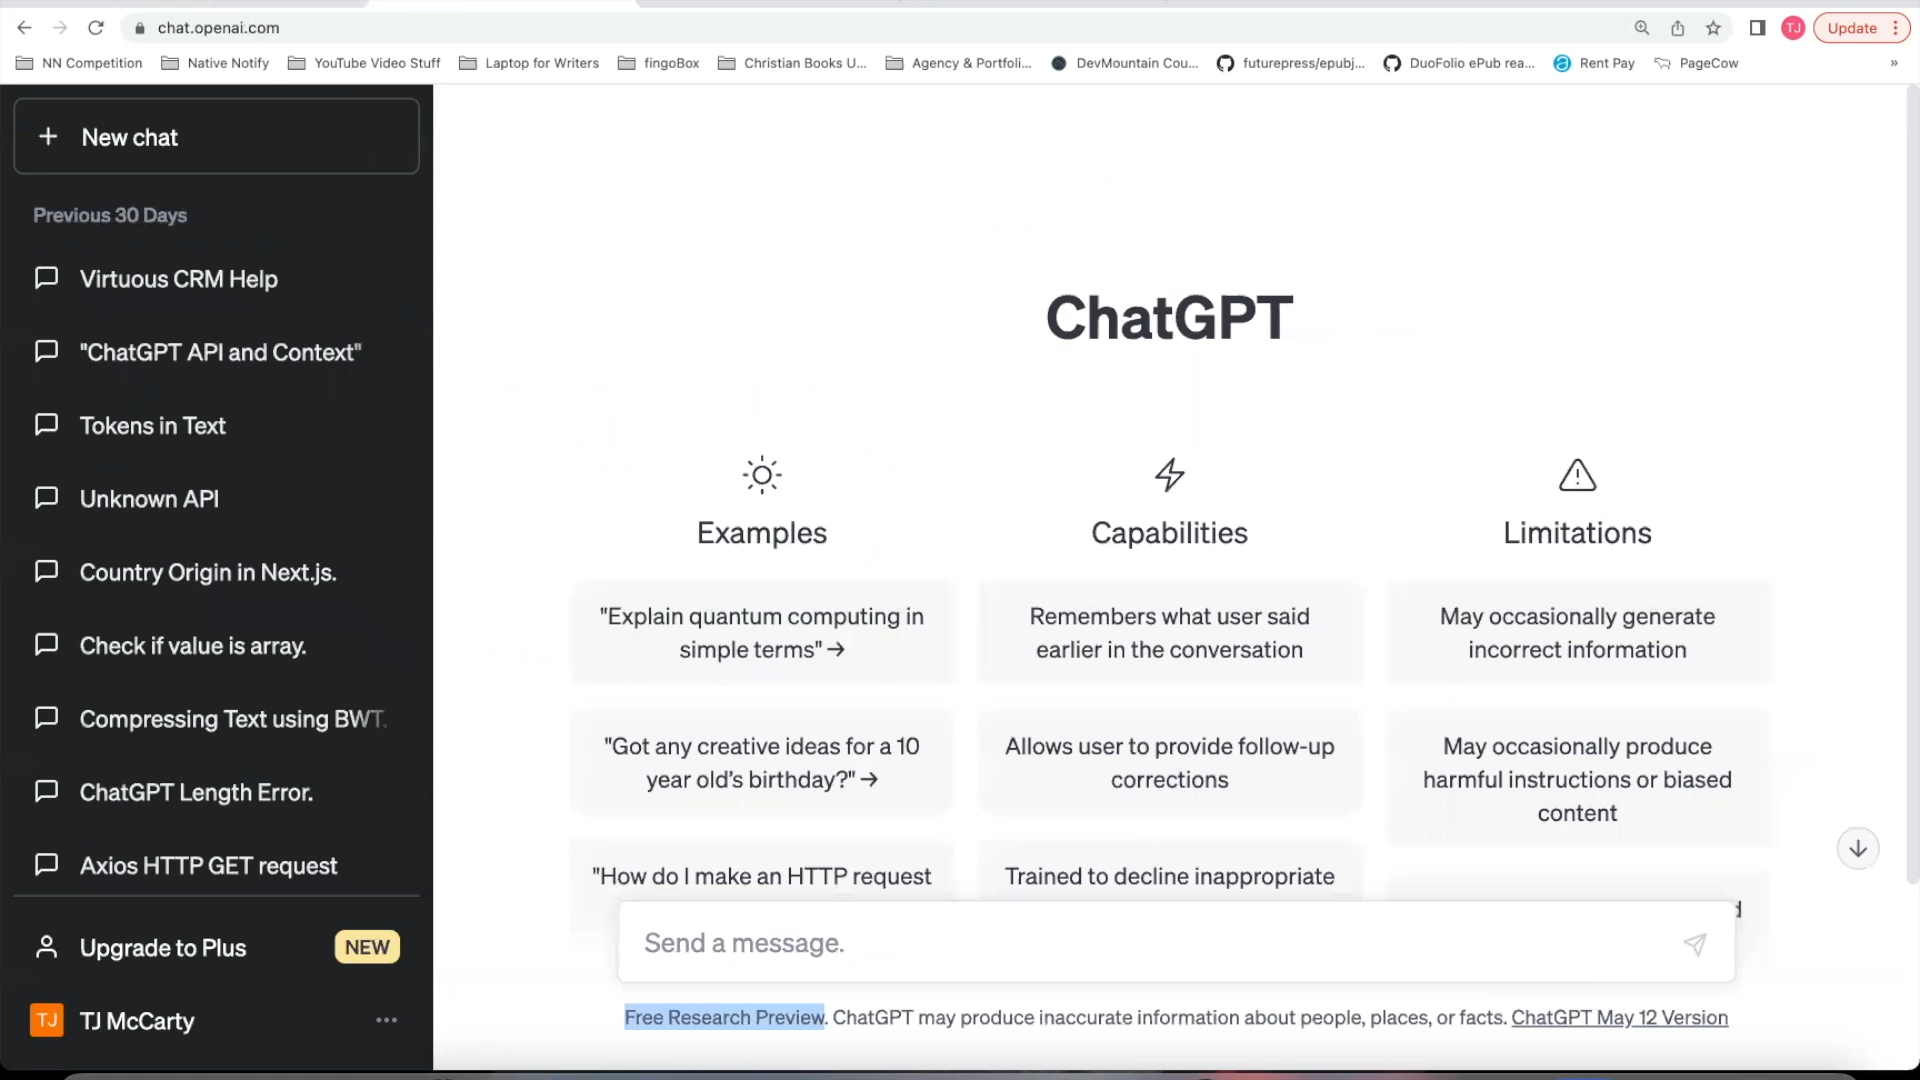 chat.openai.com
TJ
Update
NN Competition
Native Notify
YouTube Video Stuff
Laptop for Writers
fingoBox
Christian Books U...
Agency & Portfoli...
DevMountain Cou...
futurepress/epubj...
DuoFolio ePub rea...
Rent Pay
PageCow
»
+ New chat
Previous 30 Days
Virtuous CRM Help
"ChatGPT API and Context"
Tokens in Text
Unknown API
Country Origin in Next.js.
Check if value is array.
Compressing Text using BWT.
ChatGPT Length Error.
Axios HTTP GET request
Upgrade to Plus
NEW
TJ
TJ McCarty
ChatGPT
Examples
"Explain quantum computing in
simple terms" →
"Got any creative ideas for a 10
year old's birthday?" →
"How do I make an HTTP request
Capabilities
Remembers what user said
earlier in the conversation
Allows user to provide follow-up
corrections
Trained to decline inappropriate
Limitations
May occasionally generate
incorrect information
May occasionally produce
harmful instructions or biased
content
Send a message.
Free Research Preview. ChatGPT may produce inaccurate information about people, places, or facts. ChatGPT May 12 Version